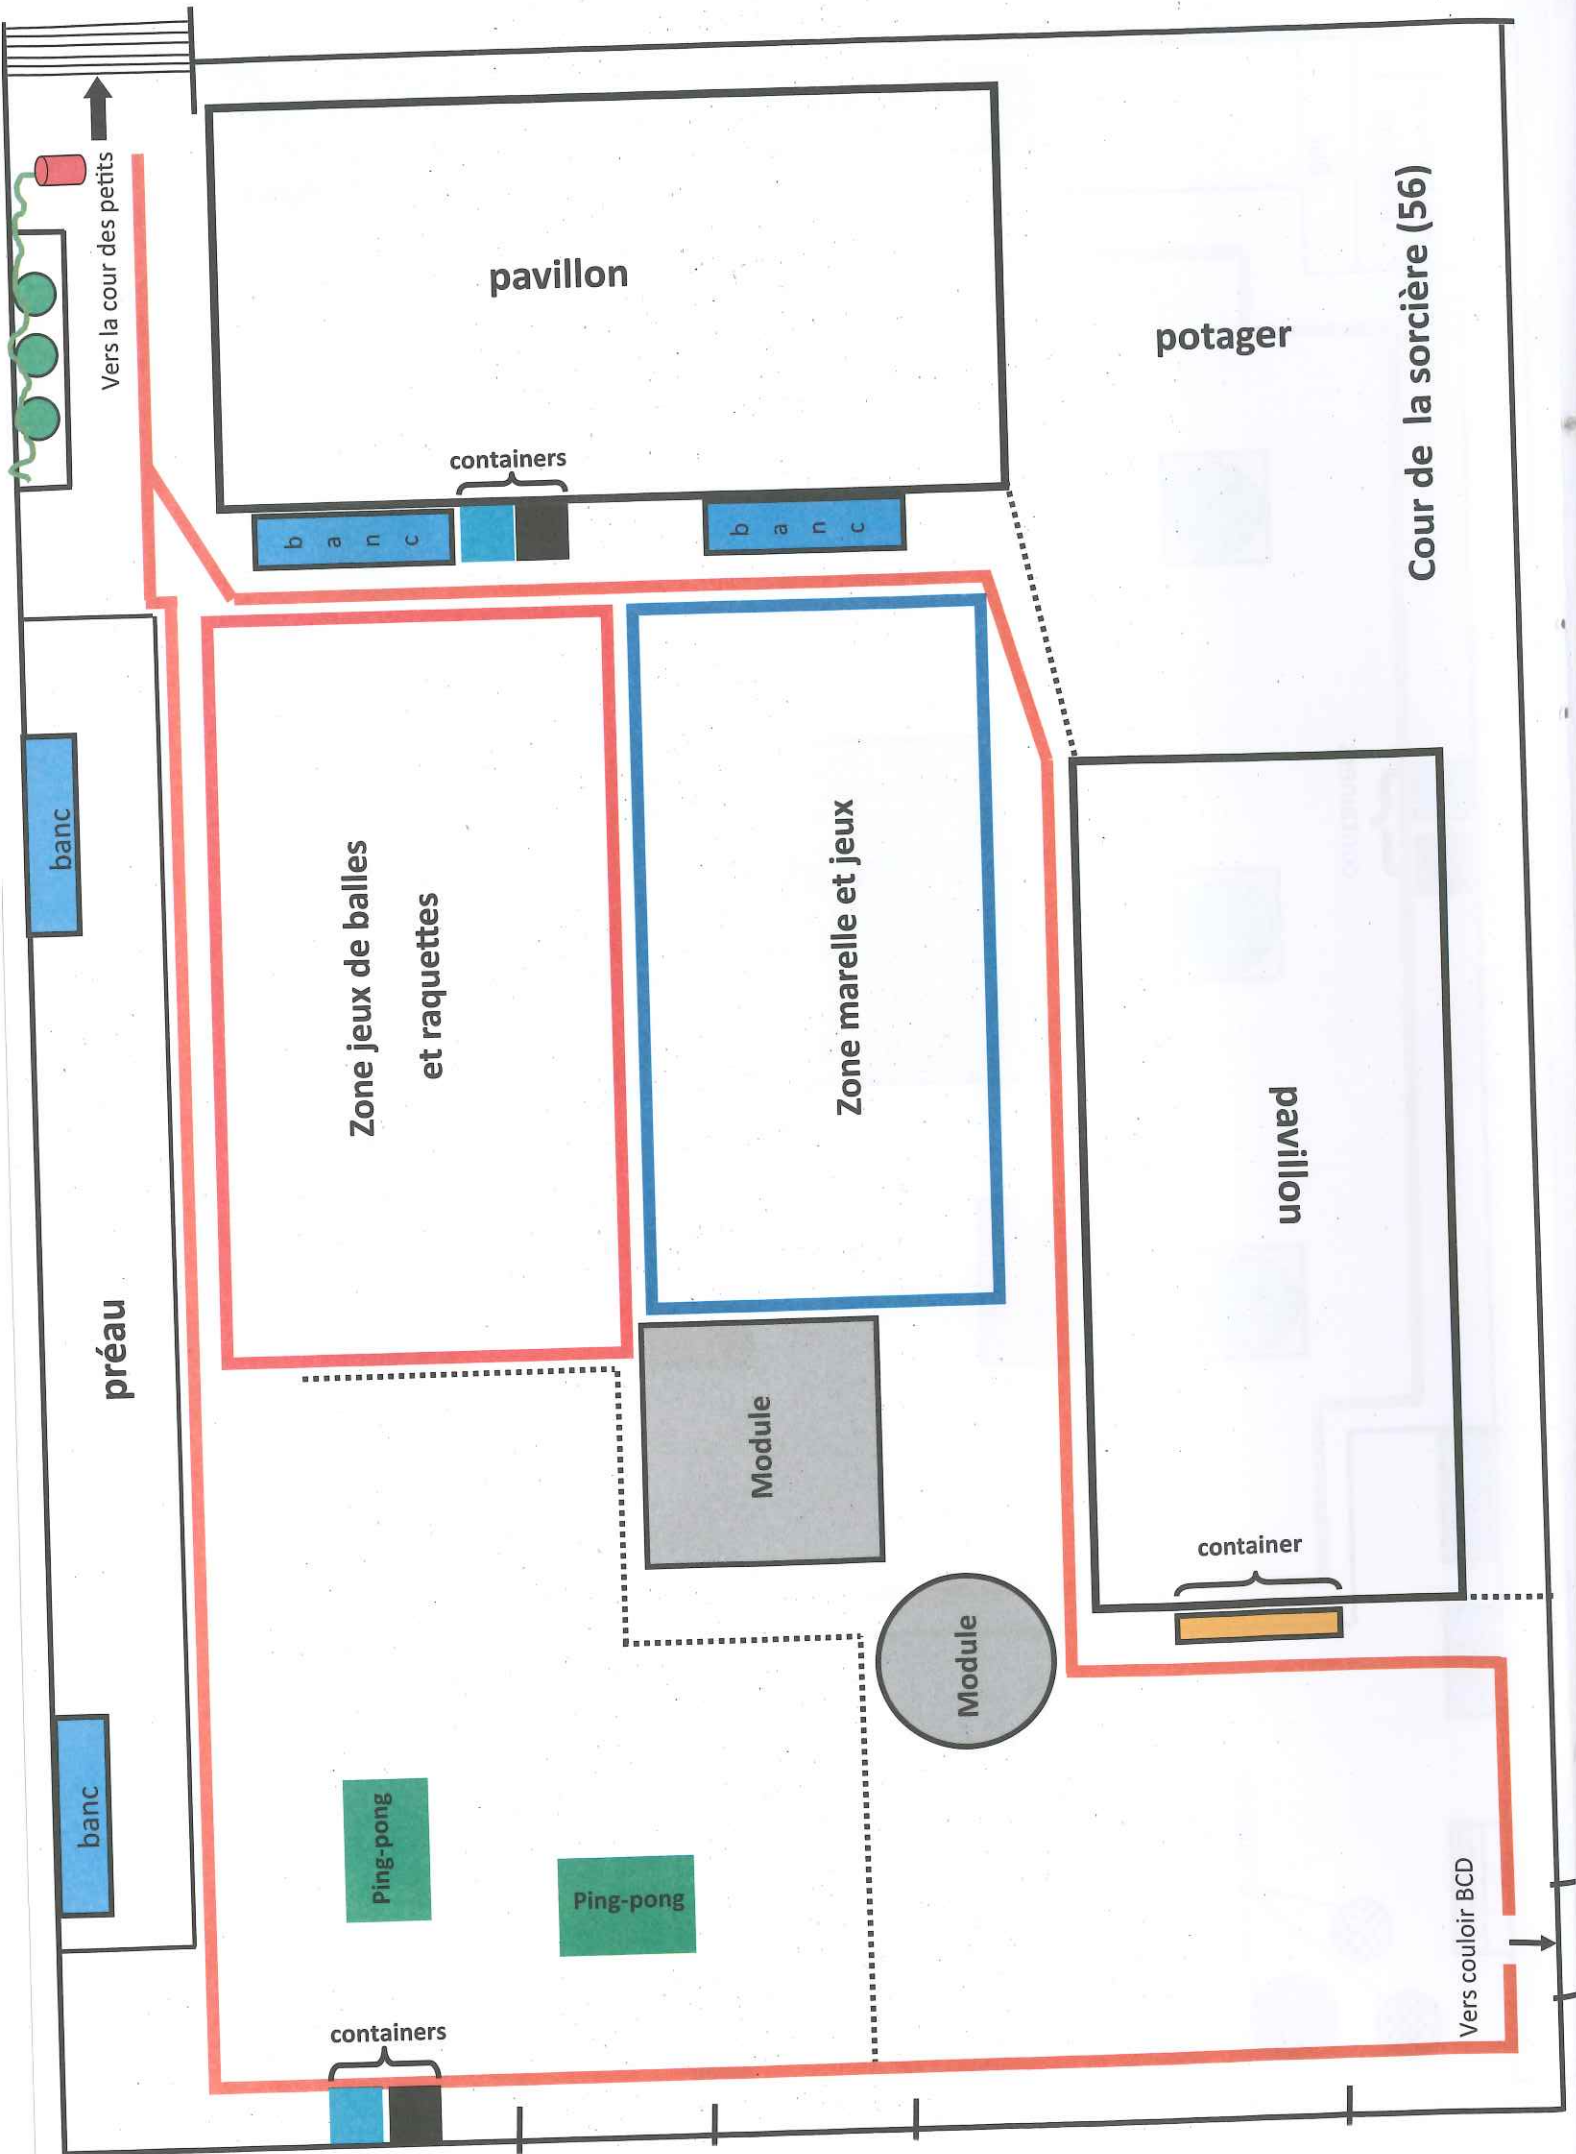 Vers la cour des petits
pavillon
potager
Cour de la sorcière (56)
containers
banc
banc
banc
Zone jeux de balles
et raquettes
Zone marelle et jeux
pavillon
préau
Module
container
Module
banc
Ping-pong
Ping-pong
Vers couloir BCD
containers